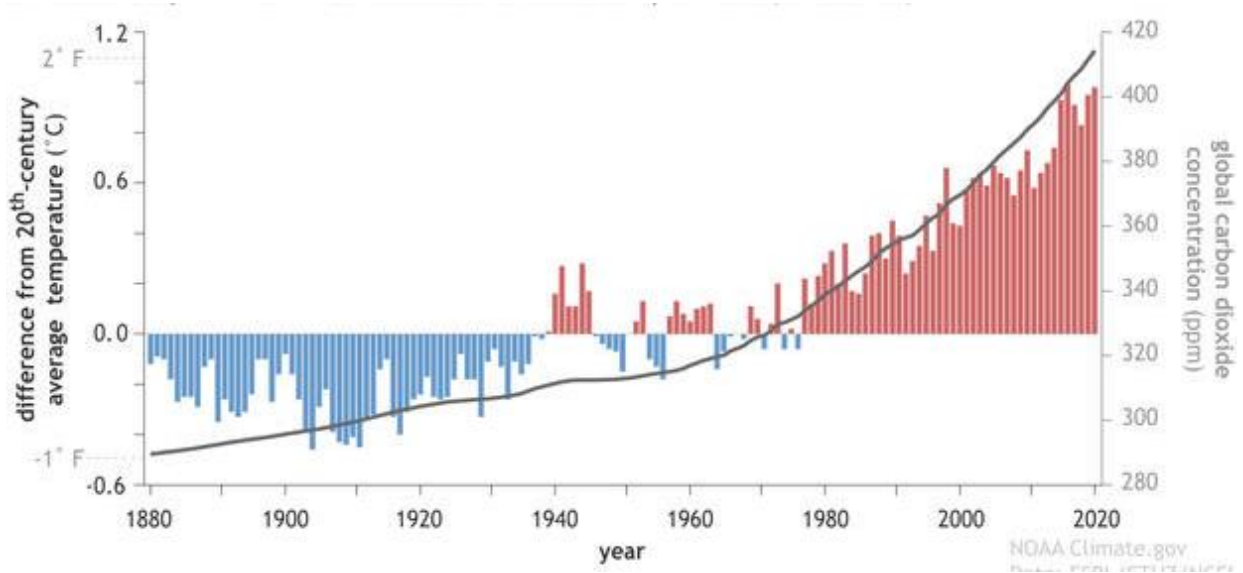 1.2
2° F
0.6
0.0
-1° F
-0.6
difference from 20th-century
average temperature (°C)
420
400
380
360
340
320
300
280
global carbon dioxide
concentration (ppm)
1880 1900 1920 1940 1960 1980 2000 2020
year
NOAA Climate.gov